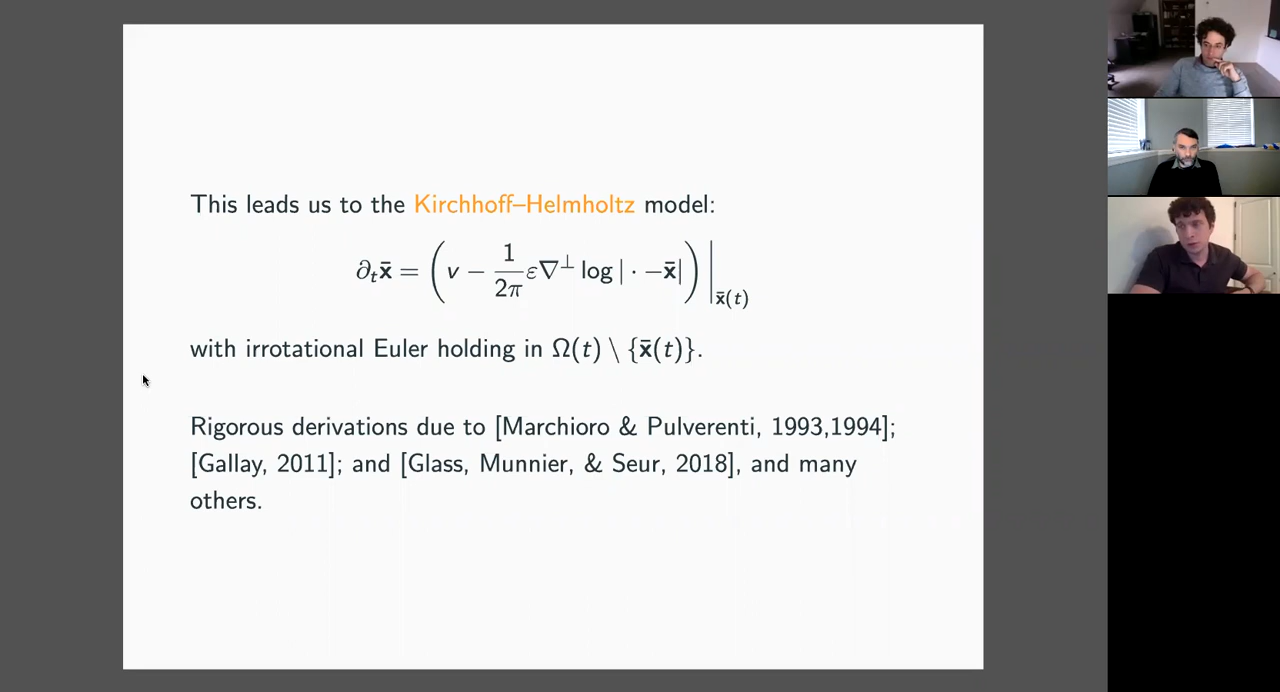 This leads us to the Kirchhoff–Helmholtz model:
∂ₜx̄ = (v − 1/2π ε∇⊥ log | · −x̄|) |x̄(t)
with irrotational Euler holding in Ω(t) \ {x̄(t)}.
Rigorous derivations due to [Marchioro & Pulverenti, 1993,1994];
[Gallay, 2011]; and [Glass, Munnier, & Seur, 2018], and many
others.